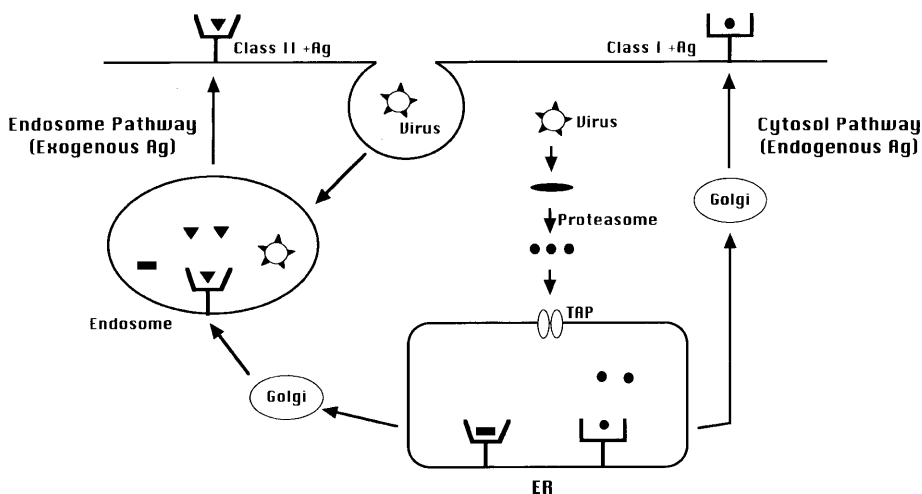 Class II +Ag
Class I +Ag
Endosome Pathway
(Exogenous Ag)
Virus
Virus
Cytosol Pathway
(Endogenous Ag)
Golgi
Proteasome
TAP
Endosome
Golgi
ER